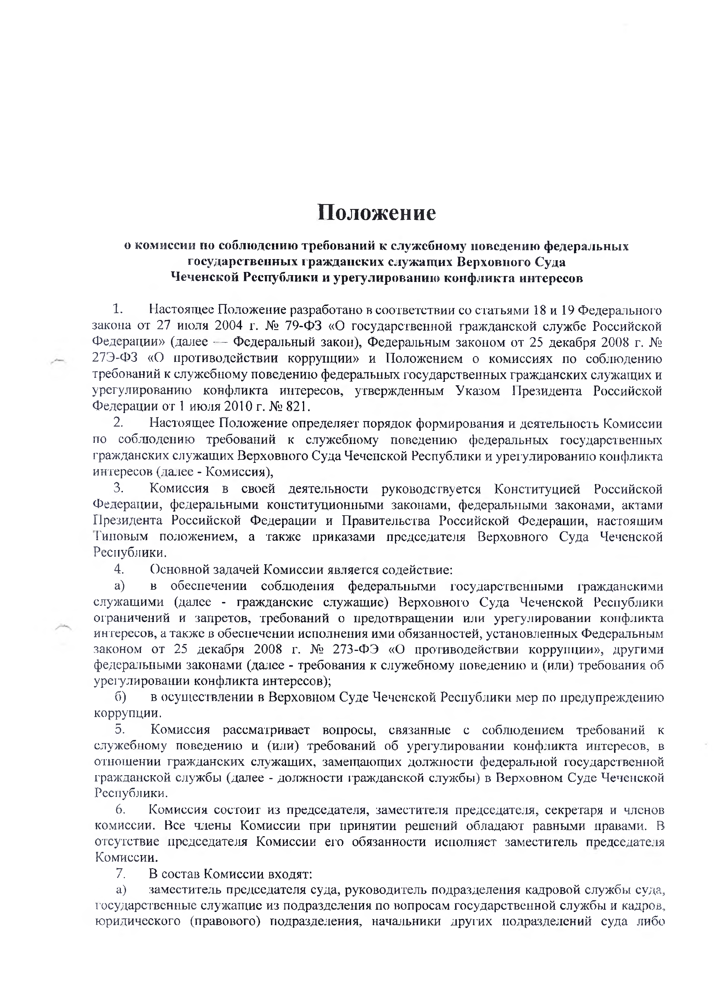 Положение
о комиссии по соблюдению требований к служебному поведению федеральных
государственных гражданских служащих Верховного Суда
Чеченской Республики и урегулированию конфликта интересов
1. Настоящее Положение разработано в соответствии со статьями 18 и 19 Федерального
закона от 27 июля 2004 г. № 79-ФЗ «О государственной гражданской службе Российской
Федерации» (далее — Федеральный закон), Федеральным законом от 25 декабря 2008 г. №
27Э-ФЗ «О противодействии коррупции» и Положением о комиссиях по соблюдению
требований к служебному поведению федеральных государственных гражданских служащих и
урегулированию конфликта интересов, утвержденным Указом Президента Российской
Федерации от 1 июля 2010 г. № 821.
2. Настоящее Положение определяет порядок формирования и деятельность Комиссии
по соблюдению требований к служебному поведению федеральных государственных
гражданских служащих Верховного Суда Чеченской Республики и урегулированию конфликта
интересов (далее - Комиссия),
3. Комиссия в своей деятельности руководствуется Конституцией Российской
Федерации, федеральными конституционными законами, федеральными законами, актами
Президента Российской Федерации и Правительства Российской Федерации, настоящим
Типовым положением, а также приказами председателя Верховного Суда Чеченской
Республики.
4. Основной задачей Комиссии является содействие:
а) в обеспечении соблюдения федеральными государственными гражданскими
служащими (далее - гражданские служащие) Верховного Суда Чеченской Республики
ограничений и запретов, требований о предотвращении или урегулировании конфликта
интересов, а также в обеспечении исполнения ими обязанностей, установленных Федеральным
законом от 25 декабря 2008 г. № 273-ФЭ «О противодействии коррупции», другими
федеральными законами (далее - требования к служебному поведению и (или) требования об
урегулировании конфликта интересов);
б) в осуществлении в Верховном Суде Чеченской Республики мер по предупреждению
коррупции.
5. Комиссия рассматривает вопросы, связанные с соблюдением требований к
служебному поведению и (или) требований об урегулировании конфликта интересов, в
отношении гражданских служащих, замещающих должности федеральной государственной
гражданской службы (далее - должности гражданской службы) в Верховном Суде Чеченской
Республики.
6. Комиссия состоит из председателя, заместителя председателя, секретаря и членов
комиссии. Все члены Комиссии при принятии решений обладают равными правами. В
отсутствие председателя Комиссии его обязанности исполняет заместитель председателя
Комиссии.
7. В состав Комиссии входят:
а) заместитель председателя суда, руководитель подразделения кадровой службы суда,
государственные служащие из подразделения по вопросам государственной службы и кадров,
юридического (правового) подразделения, начальники других подразделений суда либо